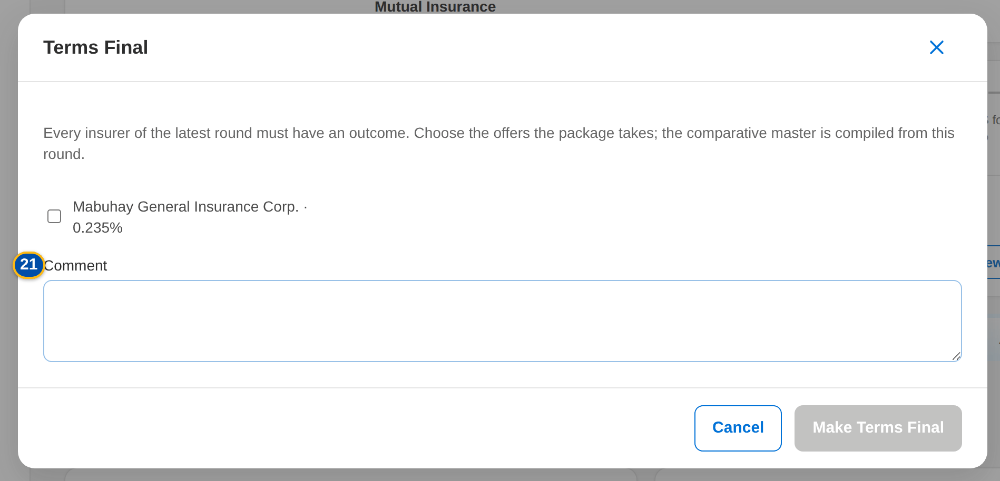 Mutual Insurance
Terms Final
Every insurer of the latest round must have an outcome. Choose the offers the package takes; the comparative master is compiled from this
round.
Mabuhay General Insurance Corp. ·
0.235%
21
Comment
Cancel
Make Terms Final